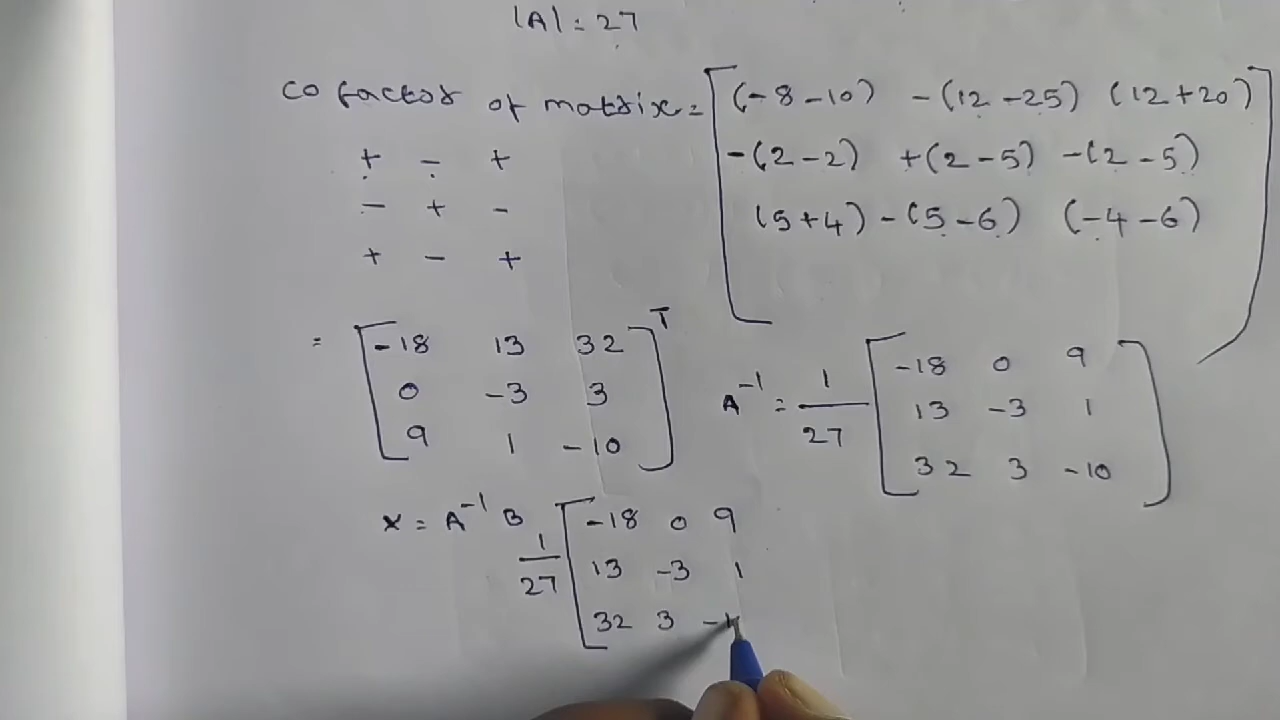 |A| = 27
Co factor of matrix = [ (-8-10) -(12-25) (12+20)
-(2-2) +(2-5) -(2-5)
(5+4) -(5-6) (-4-6) ]
+ - +
- + -
+ - +
= [ -18 13 32
0 -3 3
9 1 -10 ]^T
A^-1 = 1/27 [ -18 0 9
13 -3 1
32 3 -10 ]
X = A^-1 B
1/27 [ -18 0 9
13 -3 1
32 3 -1